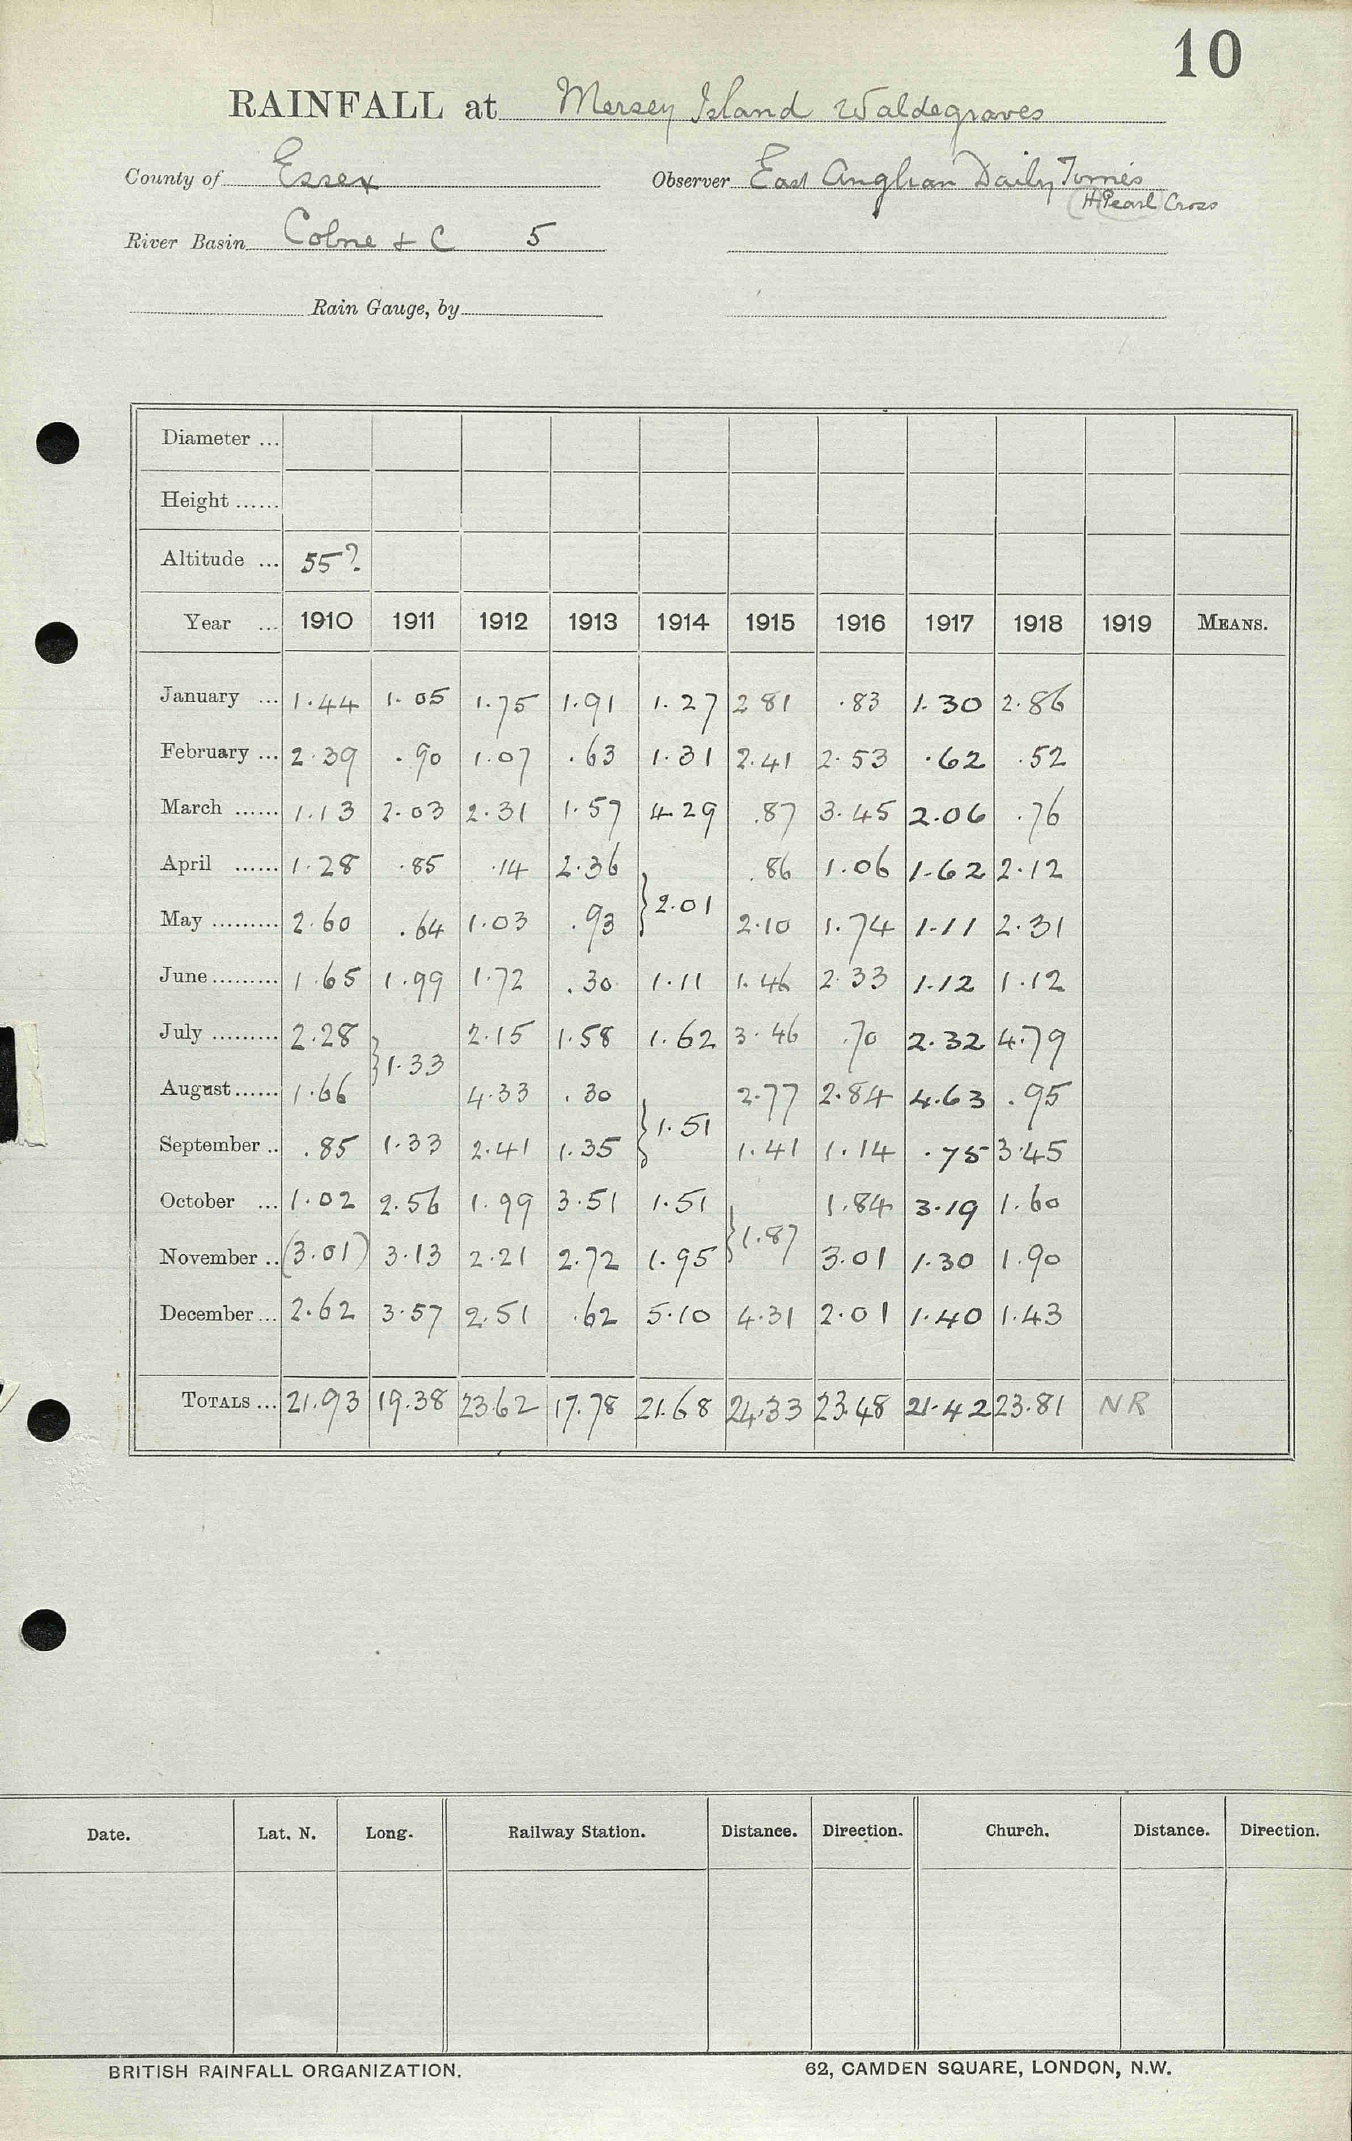 10
RAINFALL at Mersey Island Waldegraves
County of Essex Observer East Anglian Daily Times
(H Pearl Cross
River Basin Colne & C 5
Rain Gauge, by
Diameter ...
Height ......
Altitude ... 55?
Year ... 1910 1911 1912 1913 1914 1915 1916 1917 1918 1919 MEANS.
January ... 1.44 1.05 1.75 1.91 1.27 2 81 .83 1.30 2.86
February ... 2.39 .90 1.07 .63 1.31 2.41 2.53 .62 .52
March ...... 1.13 2.03 2.31 1.57 4.29 .87 3.45 2.06 .76
April ...... 1.28 .85 .14 2.36 .86 1.06 1.62 2.12
} 2.01
May ......... 2.60 .64 1.03 .93 2.10 1.74 1.11 2.31
June ......... 1.65 1.99 1.72 .30 1.11 1.46 2.33 1.12 1.12
July ......... 2.28 2.15 1.58 1.62 3.46 .70 2.32 4.79
} 1.33
August ...... 1.66 4.33 .30 2.77 2.84 4.63 .95
} 1.51
September .. .85 1.33 2.41 1.35 1.41 1.14 .75 3.45
October ... 1.02 2.56 1.99 3.51 1.51 1.84 3.19 1.60
} 1.87
November .. (3.01) 3.13 2.21 2.72 1.95 3.01 1.30 1.90
December ... 2.62 3.57 2.51 .62 5.10 4.31 2.01 1.40 1.43
TOTALS ... 21.93 19.38 23.62 17.78 21.68 24.33 23.48 21.42 23.81 NR
Date. Lat. N. Long. Railway Station. Distance. Direction. Church. Distance. Direction.
BRITISH RAINFALL ORGANIZATION. 62, CAMDEN SQUARE, LONDON, N.W.